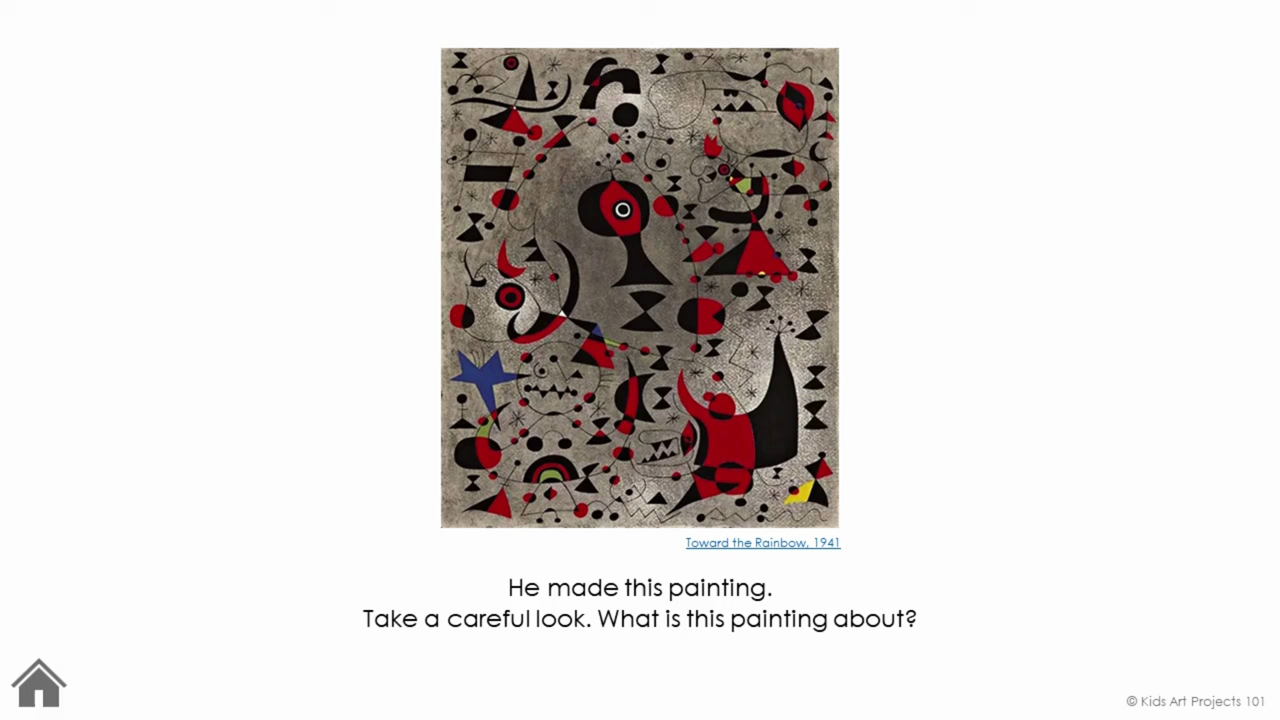 Toward the Rainbow, 1941
He made this painting.
Take a careful look. What is this painting about?
© Kids Art Projects 101